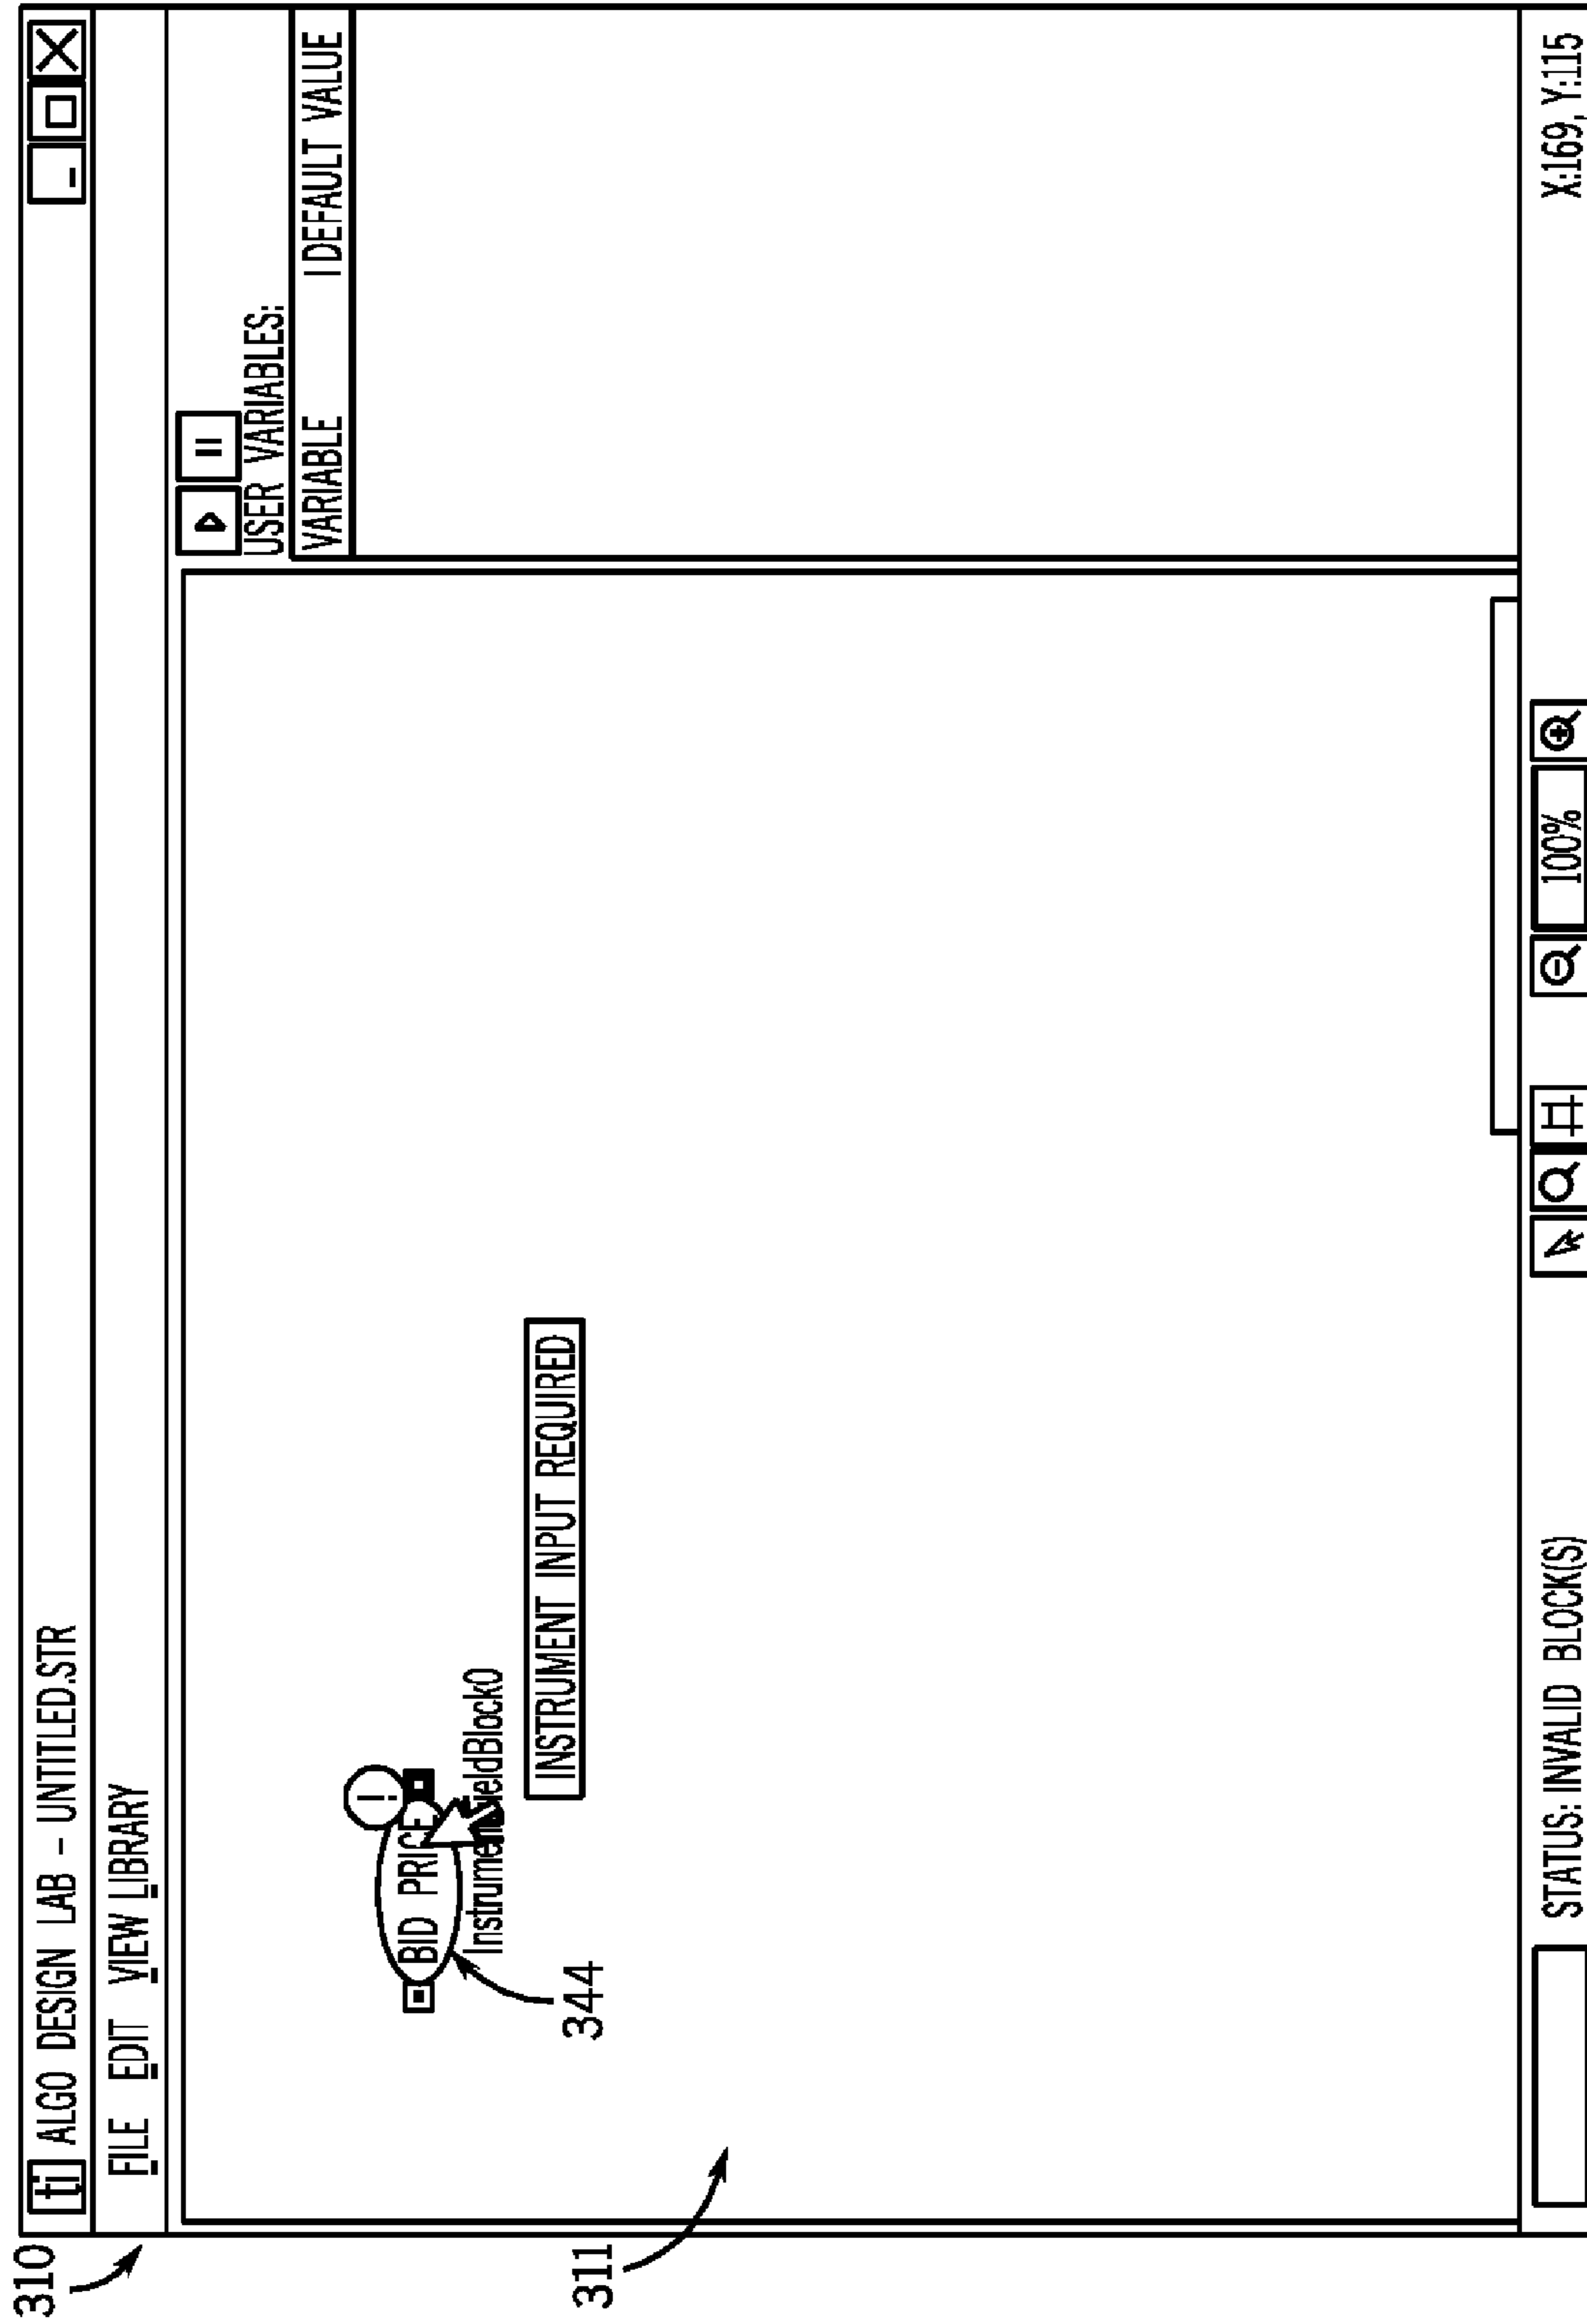 310
ALGO DESIGN LAB - UNTITLED.STR
FILE EDIT VIEW LIBRARY
USER VARIABLES:
VARIABLE DEFAULT VALUE
BID PRICE !
InstrumentFieldBlock0
INSTRUMENT INPUT REQUIRED
344
311
STATUS: INVALID BLOCK(S) 100% X:169, Y:115